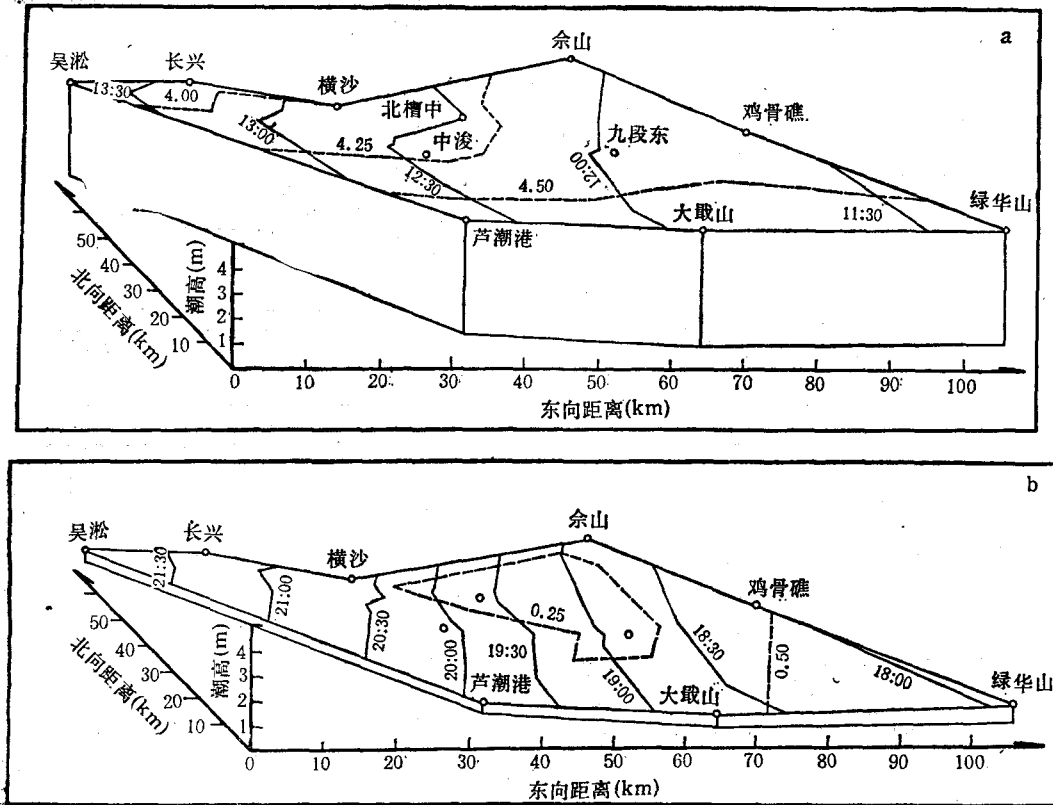 a
佘山
吴淞
长兴
横沙
13:30
4.00
北槽中
鸡骨礁
13:00
4.25
中浚
九段东
12:30
12:00
4.50
大戢山
11:30
绿华山
芦潮港
50
40
30
20
10
北向距离(km)
潮高(m)
4
3
2
1
0
10
20
30
40
50
60
70
80
90
100
东向距离(km)
b
佘山
吴淞
长兴
横沙
21:30
21:00
20:30
20:00
19:30
0.25
19:00
18:30
鸡骨礁
0.50
18:00
绿华山
芦潮港
大戢山
50
40
30
20
10
北向距离(km)
潮高(m)
4
3
2
1
0
10
20
30
40
50
60
70
80
90
100
东向距离(km)